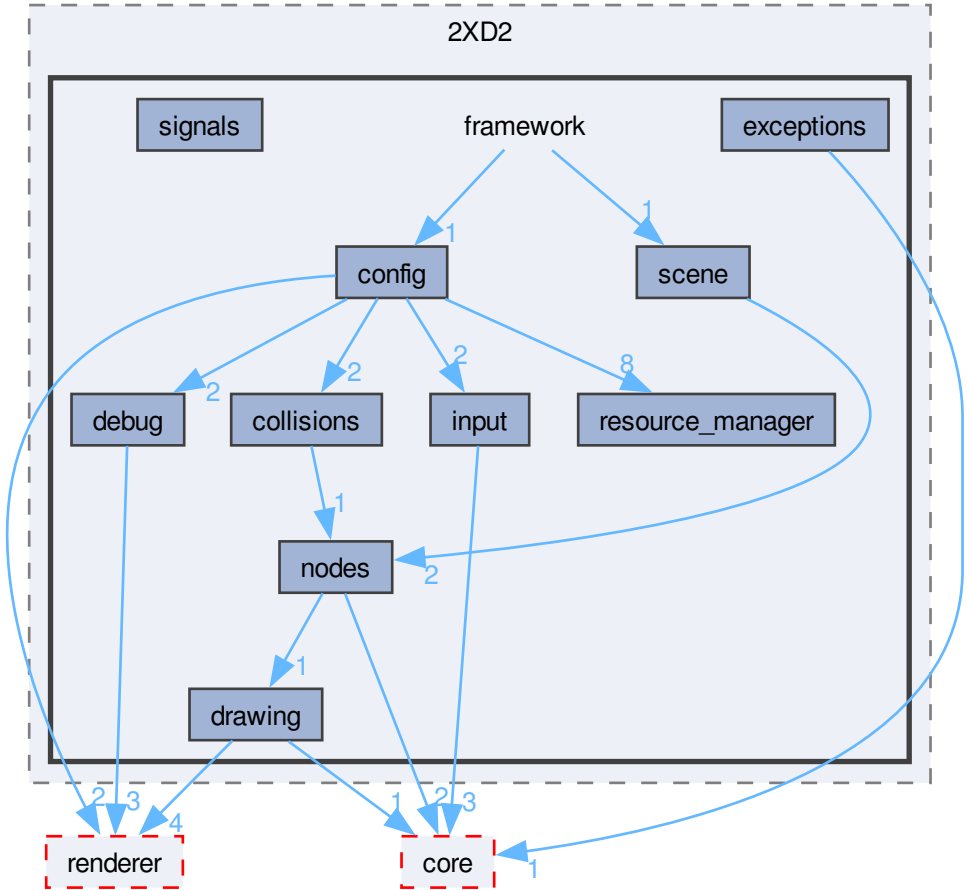 2XD2
signals
framework
exceptions
1
1
config
scene
2
2
2
8
debug
collisions
input
resource_manager
1
nodes
2
1
drawing
2
3
4
1
2
3
renderer
core
1